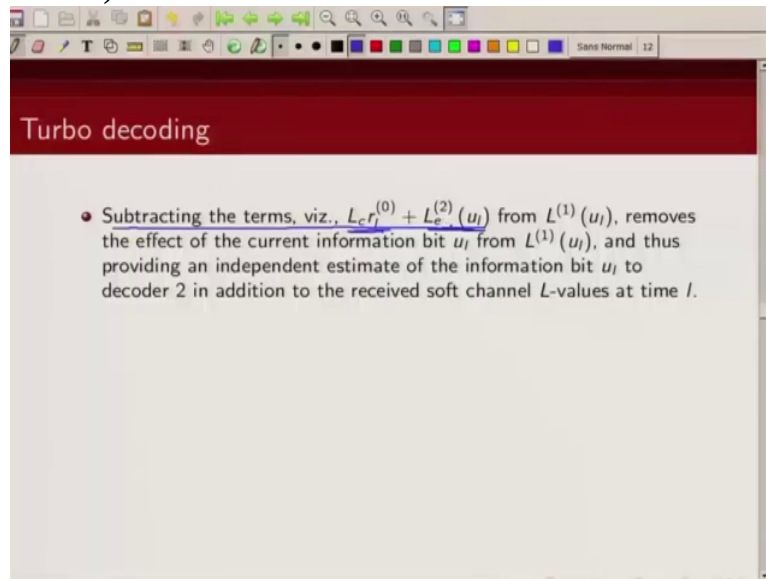 T
Sans Normal 12
Turbo decoding
Subtracting the terms, viz., L_c r_l^{(0)} + L_e^{(2)} (u_l) from L^{(1)} (u_l), removes
the effect of the current information bit u_l from L^{(1)} (u_l), and thus
providing an independent estimate of the information bit u_l to
decoder 2 in addition to the received soft channel L-values at time l.